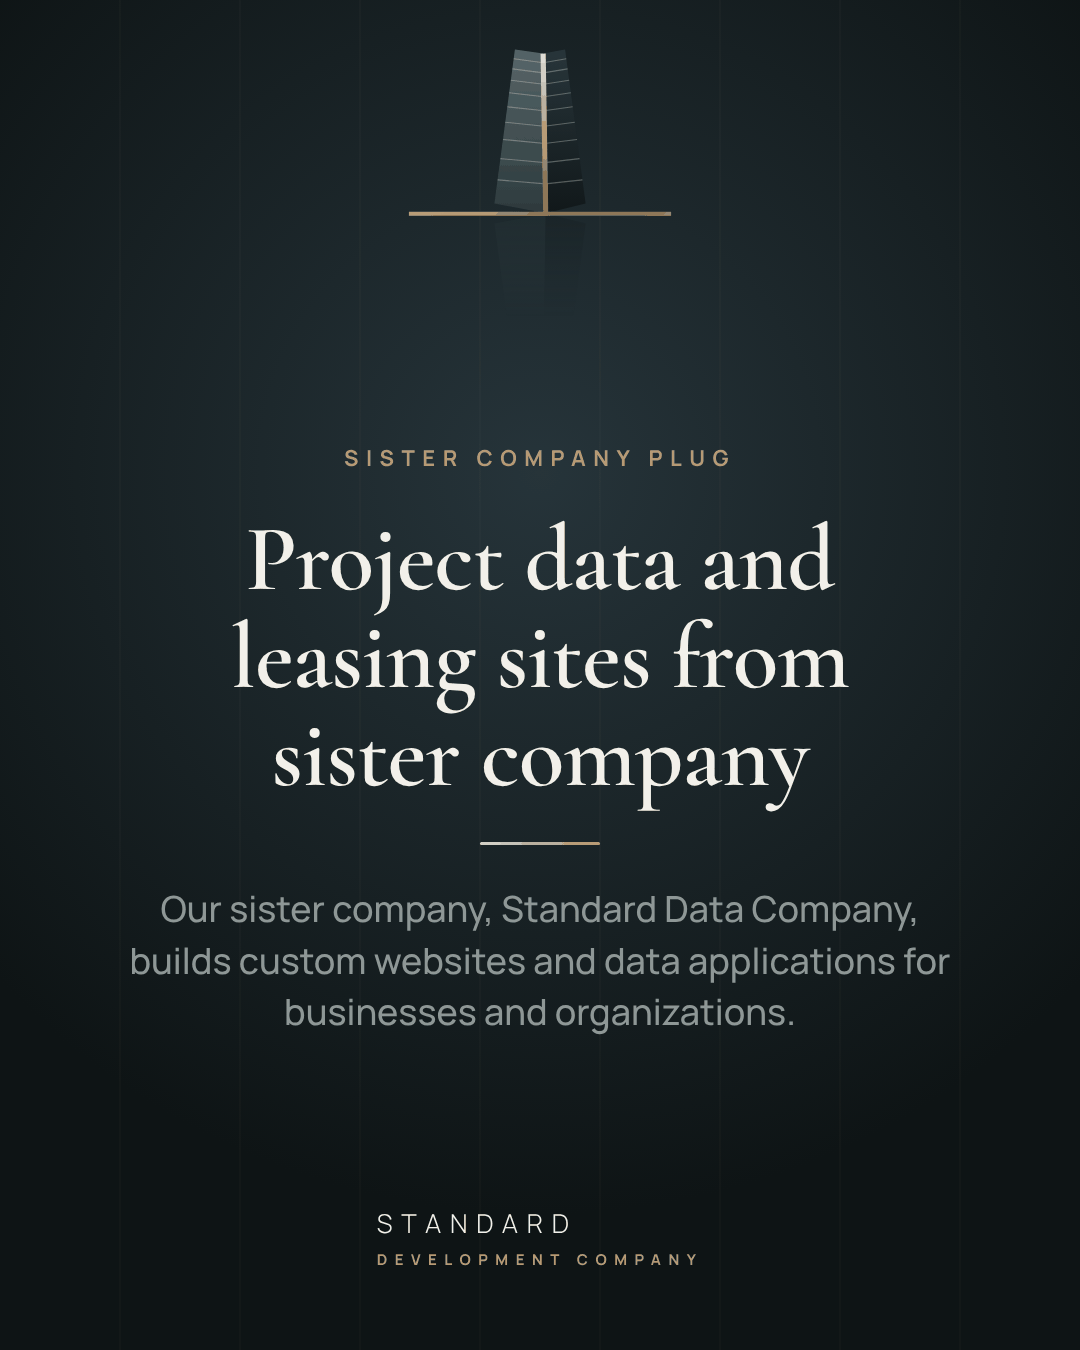 SISTER COMPANY PLUG
Project data and
leasing sites from
sister company
Our sister company, Standard Data Company,
builds custom websites and data applications for
businesses and organizations.
STANDARD
DEVELOPMENT COMPANY